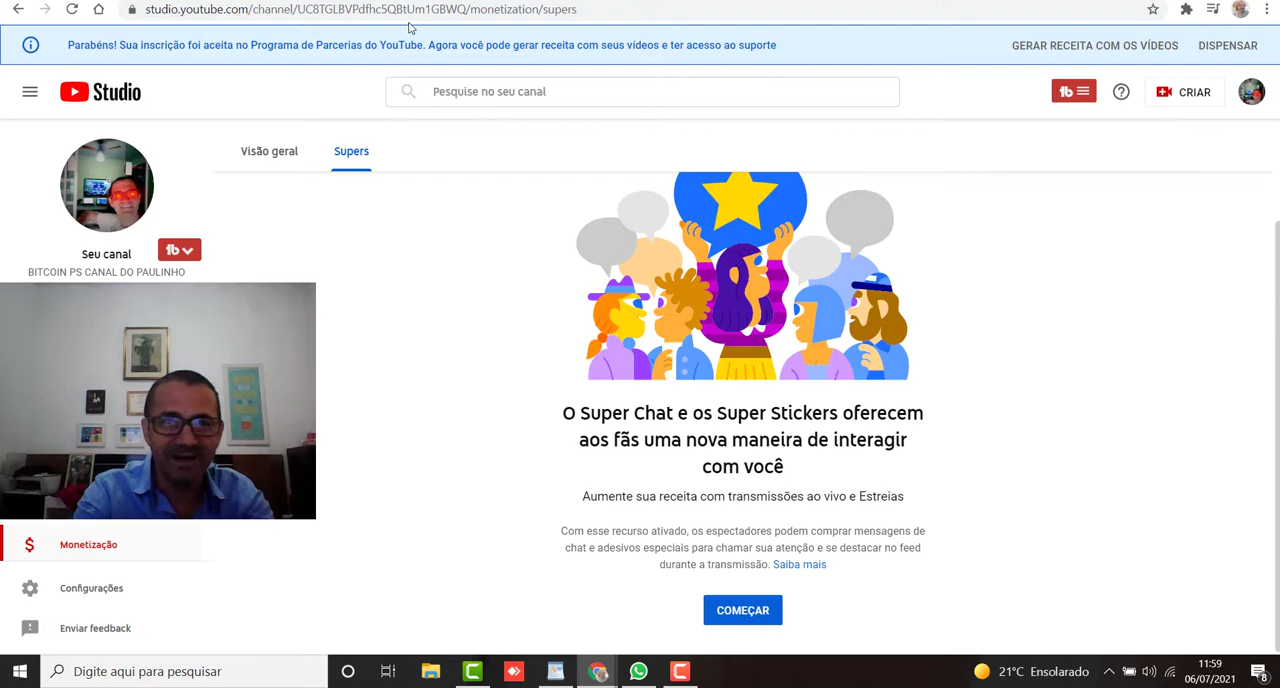 studio.youtube.com/channel/UC8TGLBVPdfhc5QBtUm1GBWQ/monetization/supers
Parabéns! Sua inscrição foi aceita no Programa de Parcerias do YouTube. Agora você pode gerar receita com seus vídeos e ter acesso ao suporte
GERAR RECEITA COM OS VÍDEOS
DISPENSAR
Studio
Pesquise no seu canal
CRIAR
Visão geral
Supers
Seu canal
BITCOIN PS CANAL DO PAULINHO
O Super Chat e os Super Stickers oferecem
aos fãs uma nova maneira de interagir
com você
Aumente sua receita com transmissões ao vivo e Estreias
Com esse recurso ativado, os espectadores podem comprar mensagens de
chat e adesivos especiais para chamar sua atenção e se destacar no feed
durante a transmissão. Saiba mais
COMEÇAR
Monetização
Configurações
Enviar feedback
Digite aqui para pesquisar
21°C Ensolarado
11:59
06/07/2021
8